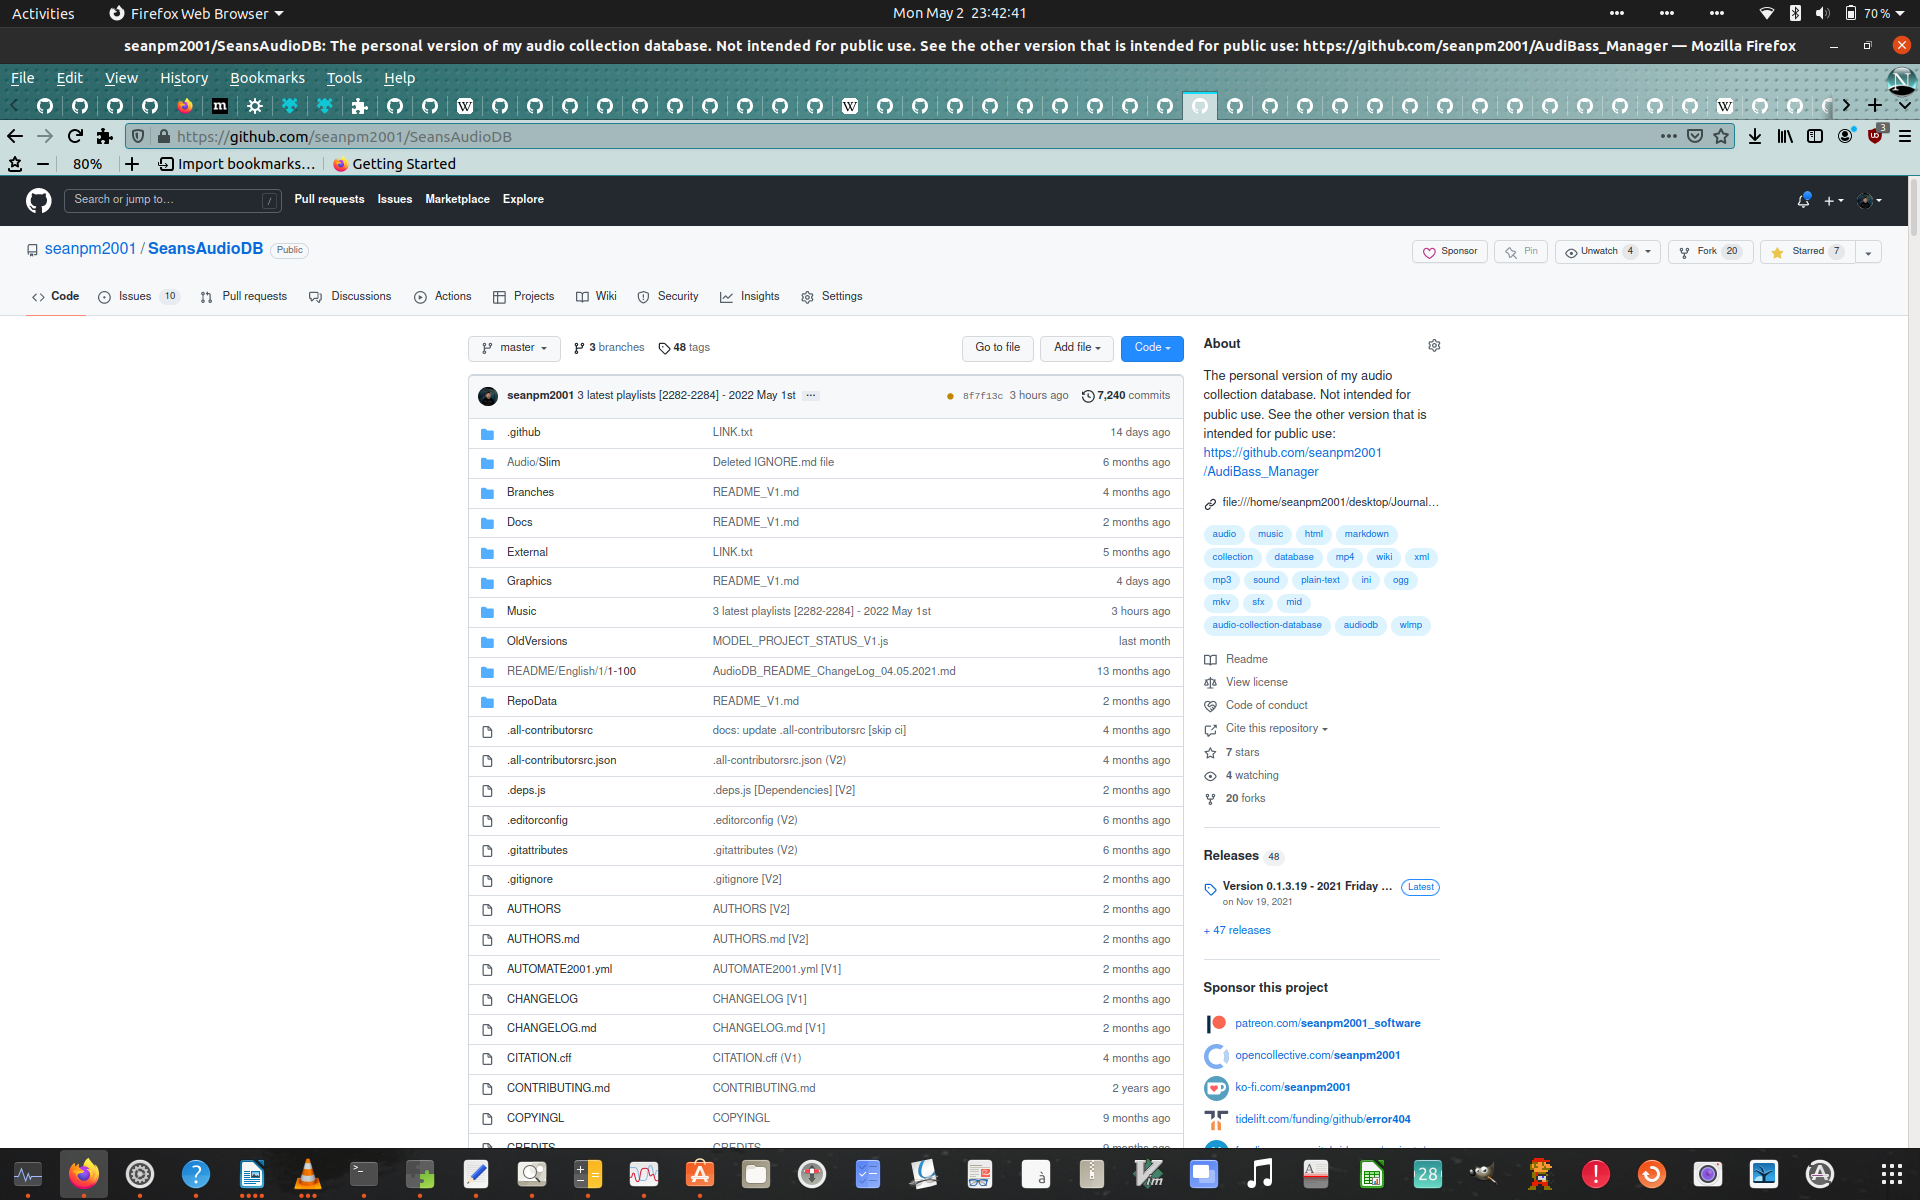 Activities
Firefox Web Browser
Mon May 2 23:42:41
70 %
seanpm2001/SeansAudioDB: The personal version of my audio collection database. Not intended for public use. See the other version that is intended for public use: https://github.com/seanpm2001/AudiBass_Manager — Mozilla Firefox
File Edit View History Bookmarks Tools Help
https://github.com/seanpm2001/SeansAudioDB
3
80%
Import bookmarks…
Getting Started
Search or jump to…
/
Pull requests Issues Marketplace Explore
seanpm2001 / SeansAudioDB
Public
Sponsor
Pin
Unwatch 4
Fork 20
Starred 7
Code
Issues 10
Pull requests
Discussions
Actions
Projects
Wiki
Security
Insights
Settings
master
3 branches
48 tags
Go to file
Add file
Code
seanpm2001 3 latest playlists [2282-2284] - 2022 May 1st ...
8f7f13c 3 hours ago
7,240 commits
.github LINK.txt 14 days ago
Audio/Slim Deleted IGNORE.md file 6 months ago
Branches README_V1.md 4 months ago
Docs README_V1.md 2 months ago
External LINK.txt 5 months ago
Graphics README_V1.md 4 days ago
Music 3 latest playlists [2282-2284] - 2022 May 1st 3 hours ago
OldVersions MODEL_PROJECT_STATUS_V1.js last month
README/English/1/1-100 AudioDB_README_ChangeLog_04.05.2021.md 13 months ago
RepoData README_V1.md 2 months ago
.all-contributorsrc docs: update .all-contributorsrc [skip ci] 4 months ago
.all-contributorsrc.json .all-contributorsrc.json (V2) 4 months ago
.deps.js .deps.js [Dependencies] [V2] 2 months ago
.editorconfig .editorconfig (V2) 6 months ago
.gitattributes .gitattributes (V2) 6 months ago
.gitignore .gitignore [V2] 2 months ago
AUTHORS AUTHORS [V2] 2 months ago
AUTHORS.md AUTHORS.md [V2] 2 months ago
AUTOMATE2001.yml AUTOMATE2001.yml [V1] 2 months ago
CHANGELOG CHANGELOG [V1] 2 months ago
CHANGELOG.md CHANGELOG.md [V1] 2 months ago
CITATION.cff CITATION.cff (V1) 4 months ago
CONTRIBUTING.md CONTRIBUTING.md 2 years ago
COPYINGL COPYINGL 9 months ago
CREDITS CREDITS 9 months ago
About
The personal version of my audio
collection database. Not intended for
public use. See the other version that is
intended for public use:
https://github.com/seanpm2001
/AudiBass_Manager
file:///home/seanpm2001/desktop/Journal...
audio music html markdown
collection database mp4 wiki xml
mp3 sound plain-text ini ogg
mkv sfx mid
audio-collection-database audiodb wlmp
Readme
View license
Code of conduct
Cite this repository
7 stars
4 watching
20 forks
Releases 48
Version 0.1.3.19 - 2021 Friday ... Latest
on Nov 19, 2021
+ 47 releases
Sponsor this project
patreon.com/seanpm2001_software
opencollective.com/seanpm2001
ko-fi.com/seanpm2001
tidelift.com/funding/github/error404
28